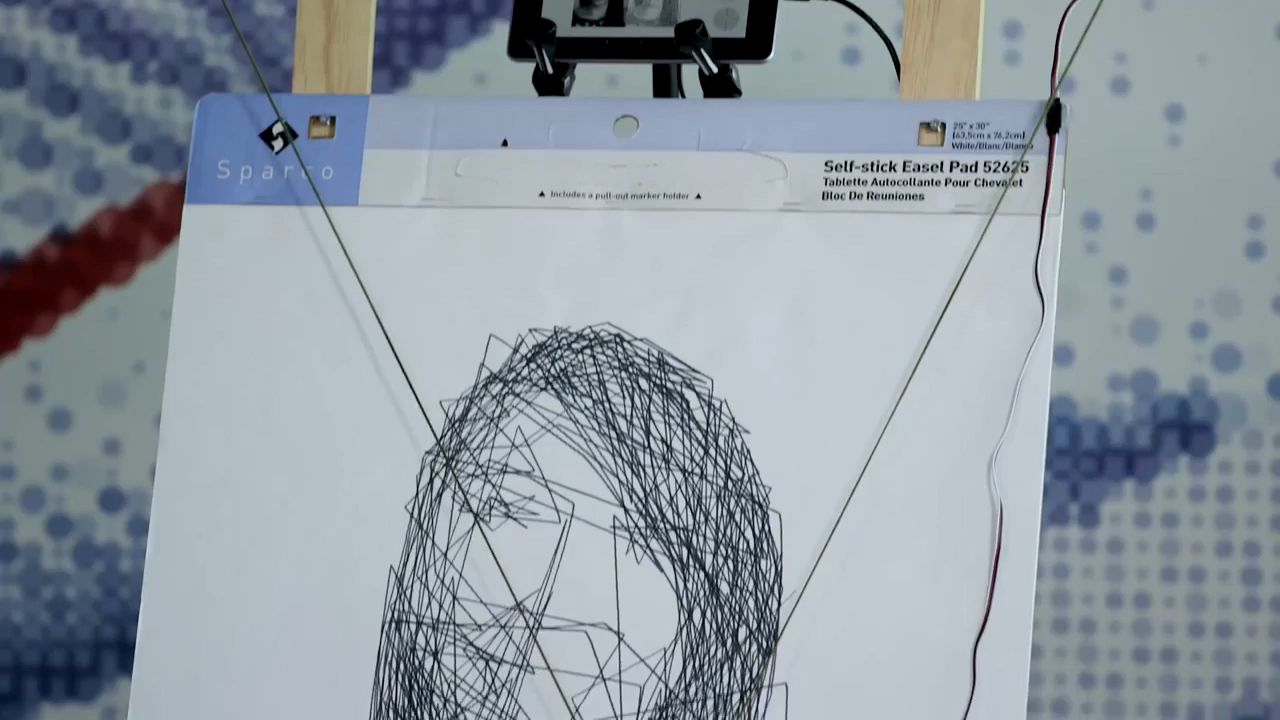 Sparco
25" x 30"
(63,5cm x 76,2cm)
White/Blanc/Blanco
Self-stick Easel Pad 52625
Tablette Autocollante Pour Chevalet
Bloc De Reuniones
▲ Includes a pull-out marker holder ▲